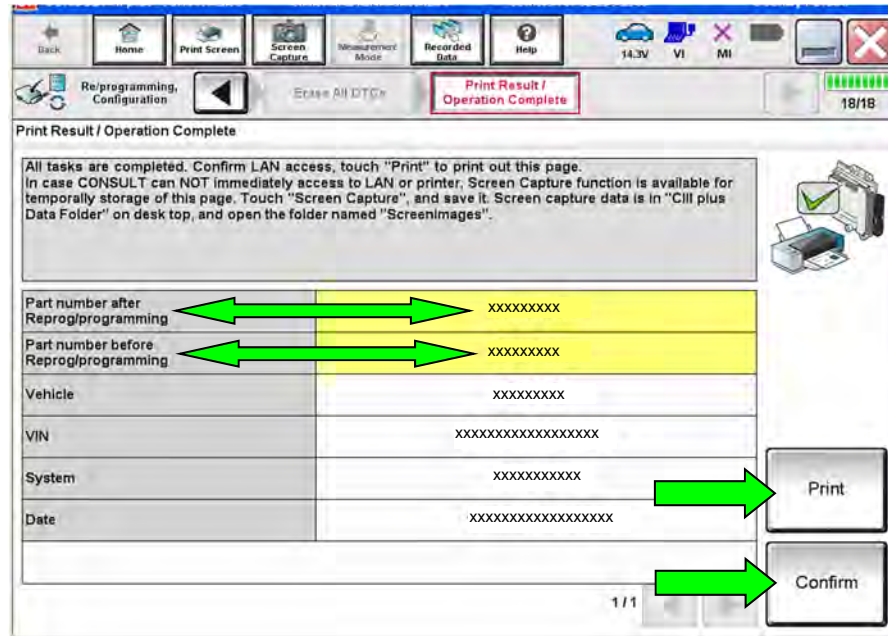 Back
Home
Print Screen
Screen
Capture
Measurement
Mode
Recorded
Data
Help
14.3V
VI
MI
Re/programming,
Configuration
Erase All DTCs
Print Result /
Operation Complete
18/18
Print Result / Operation Complete
All tasks are completed. Confirm LAN access, touch "Print" to print out this page.
In case CONSULT can NOT immediately access to LAN or printer, Screen Capture function is available for
temporally storage of this page. Touch "Screen Capture", and save it. Screen capture data is in "CIII plus
Data Folder" on desk top, and open the folder named "ScreenImages".
Part number after
Reprog/programming
xxxxxxxxx
Part number before
Reprog/programming
xxxxxxxxx
Vehicle
xxxxxxxxx
VIN
xxxxxxxxxxxxxxxxxx
System
xxxxxxxxxxx
Date
xxxxxxxxxxxxxxxxxx
Print
Confirm
1/1